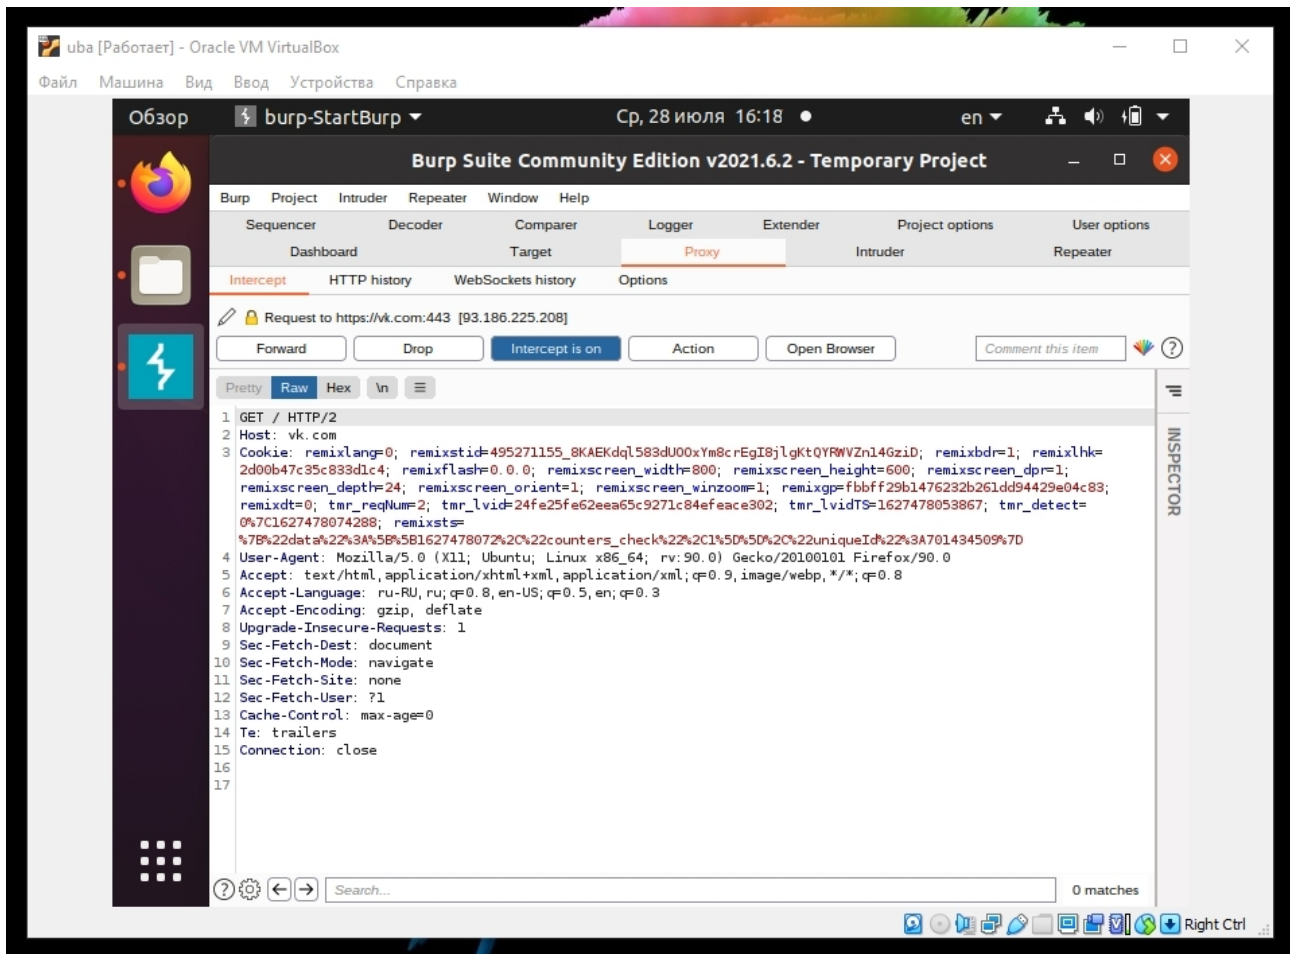 uba [Работает] - Oracle VM VirtualBox
Файл Машина Вид Ввод Устройства Справка
Обзор burp-StartBurp Ср, 28 июля 16:18 en
Burp Suite Community Edition v2021.6.2 - Temporary Project
Burp Project Intruder Repeater Window Help
Sequencer Decoder Comparer Logger Extender Project options User options
Dashboard Target Proxy Intruder Repeater
Intercept HTTP history WebSockets history Options
Request to https://vk.com:443 [93.186.225.208]
Forward Drop Intercept is on Action Open Browser Comment this item ?
Pretty Raw Hex \n
INSPECTOR
1 GET / HTTP/2
2 Host: vk.com
3 Cookie: remixlang=0; remixstid=495271155_8KAEKdql583dUOOxYm8crEgI8jlgKtQYRWVZnl4GziD; remixbdr=1; remixlhk=
2d00b47c35c833d1c4; remixflash=0.0.0; remixscreen_width=800; remixscreen_height=600; remixscreen_dpr=1;
remixscreen_depth=24; remixscreen_orient=1; remixscreen_winzoom=1; remixgp=fbbff29b1476232b261dd94429e04c83;
remixdt=0; tmr_reqNum=2; tmr_lvid=24fe25fe62eea65c9271c84efeace302; tmr_lvidTS=1627478053867; tmr_detect=
0%7C1627478074288; remixsts=
%7B%22data%22%3A%5B%5B1627478072%2C%22counters_check%22%2C1%5D%5D%2C%22uniqueId%22%3A701434509%7D
4 User-Agent: Mozilla/5.0 (X11; Ubuntu; Linux x86_64; rv:90.0) Gecko/20100101 Firefox/90.0
5 Accept: text/html,application/xhtml+xml,application/xml;q=0.9,image/webp,*/*;q=0.8
6 Accept-Language: ru-RU,ru;q=0.8,en-US;q=0.5,en;q=0.3
7 Accept-Encoding: gzip, deflate
8 Upgrade-Insecure-Requests: 1
9 Sec-Fetch-Dest: document
10 Sec-Fetch-Mode: navigate
11 Sec-Fetch-Site: none
12 Sec-Fetch-User: ?1
13 Cache-Control: max-age=0
14 Te: trailers
15 Connection: close
16
17
? Search... 0 matches
Right Ctrl